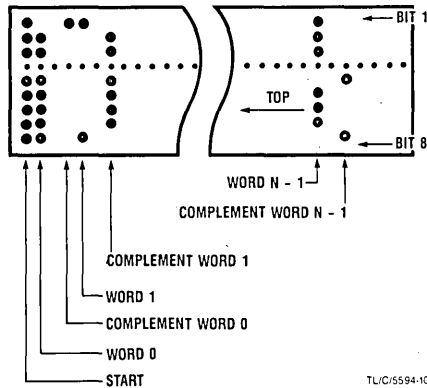 BIT 1
TOP
BIT 8
WORD N - 1
COMPLEMENT WORD N - 1
COMPLEMENT WORD 1
WORD 1
COMPLEMENT WORD 0
WORD 0
START
TL/C/5594-10